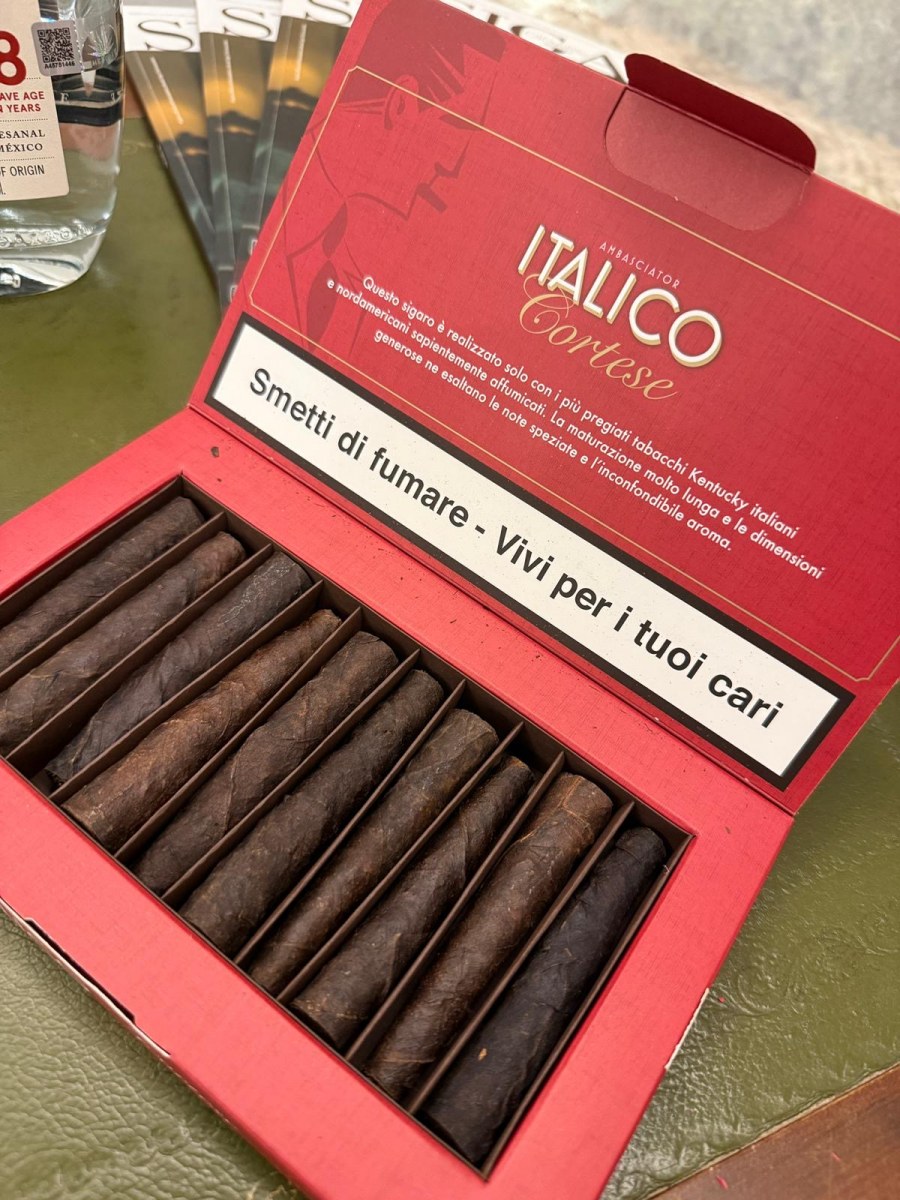 8
AVE AGE
N YEARS
ESANAL
MÉXICO
OF ORIGIN
A48751448
S
S
S
SIGA
AMBASCIATOR
ITALICO
Cortese
Questo sigaro è realizzato solo con i più pregiati tabacchi Kentucky italiani
e nordamericani sapientemente affumicati. La maturazione molto lunga e le dimensioni
generose ne esaltano le note speziate e l'inconfondibile aroma.
Smetti di fumare - Vivi per i tuoi cari